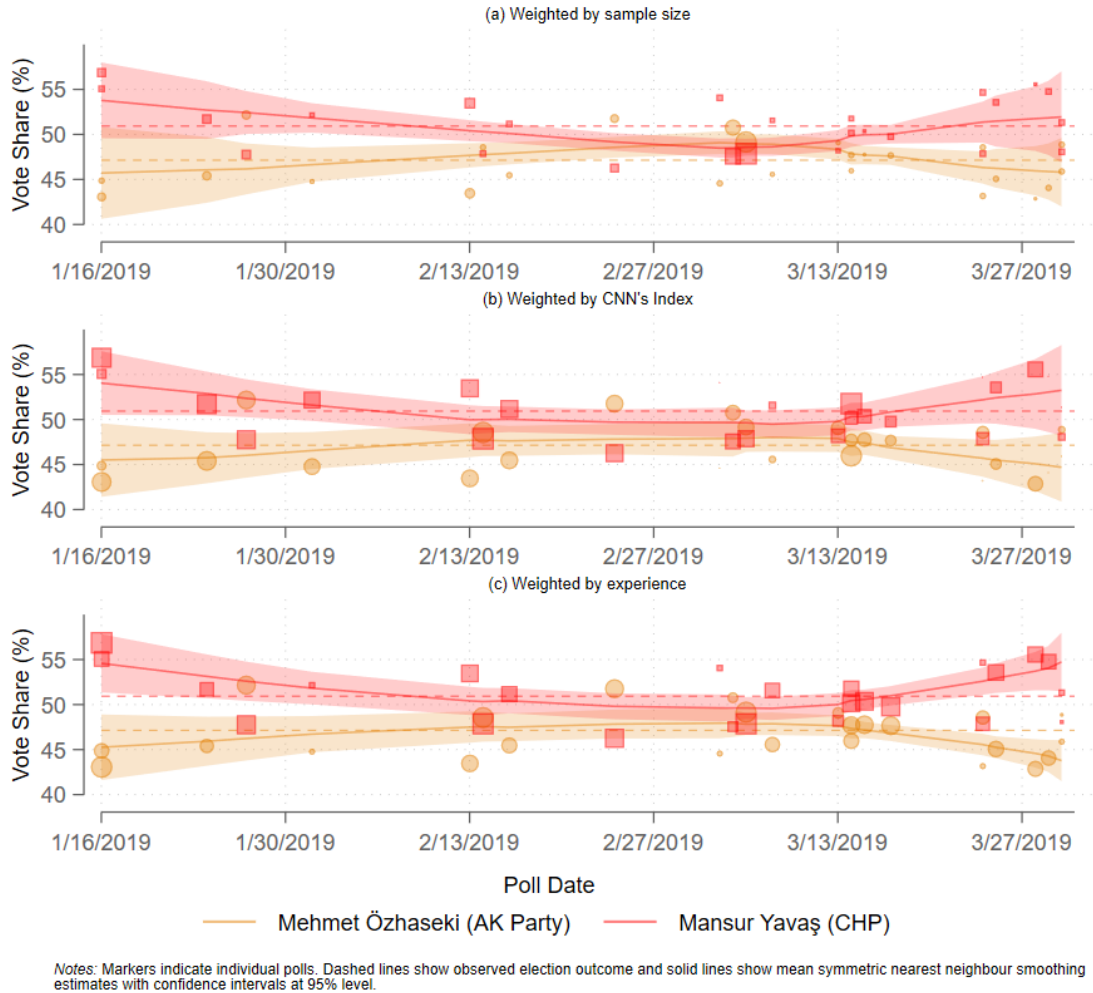 (a) Weighted by sample size
Vote Share (%)
55
50
45
40
1/16/2019 1/30/2019 2/13/2019 2/27/2019 3/13/2019 3/27/2019
(b) Weighted by CNN's Index
Vote Share (%)
55
50
45
40
1/16/2019 1/30/2019 2/13/2019 2/27/2019 3/13/2019 3/27/2019
(c) Weighted by experience
Vote Share (%)
55
50
45
40
1/16/2019 1/30/2019 2/13/2019 2/27/2019 3/13/2019 3/27/2019
Poll Date
Mehmet Özhaseki (AK Party) Mansur Yavaş (CHP)
Notes: Markers indicate individual polls. Dashed lines show observed election outcome and solid lines show mean symmetric nearest neighbour smoothing
estimates with confidence intervals at 95% level.